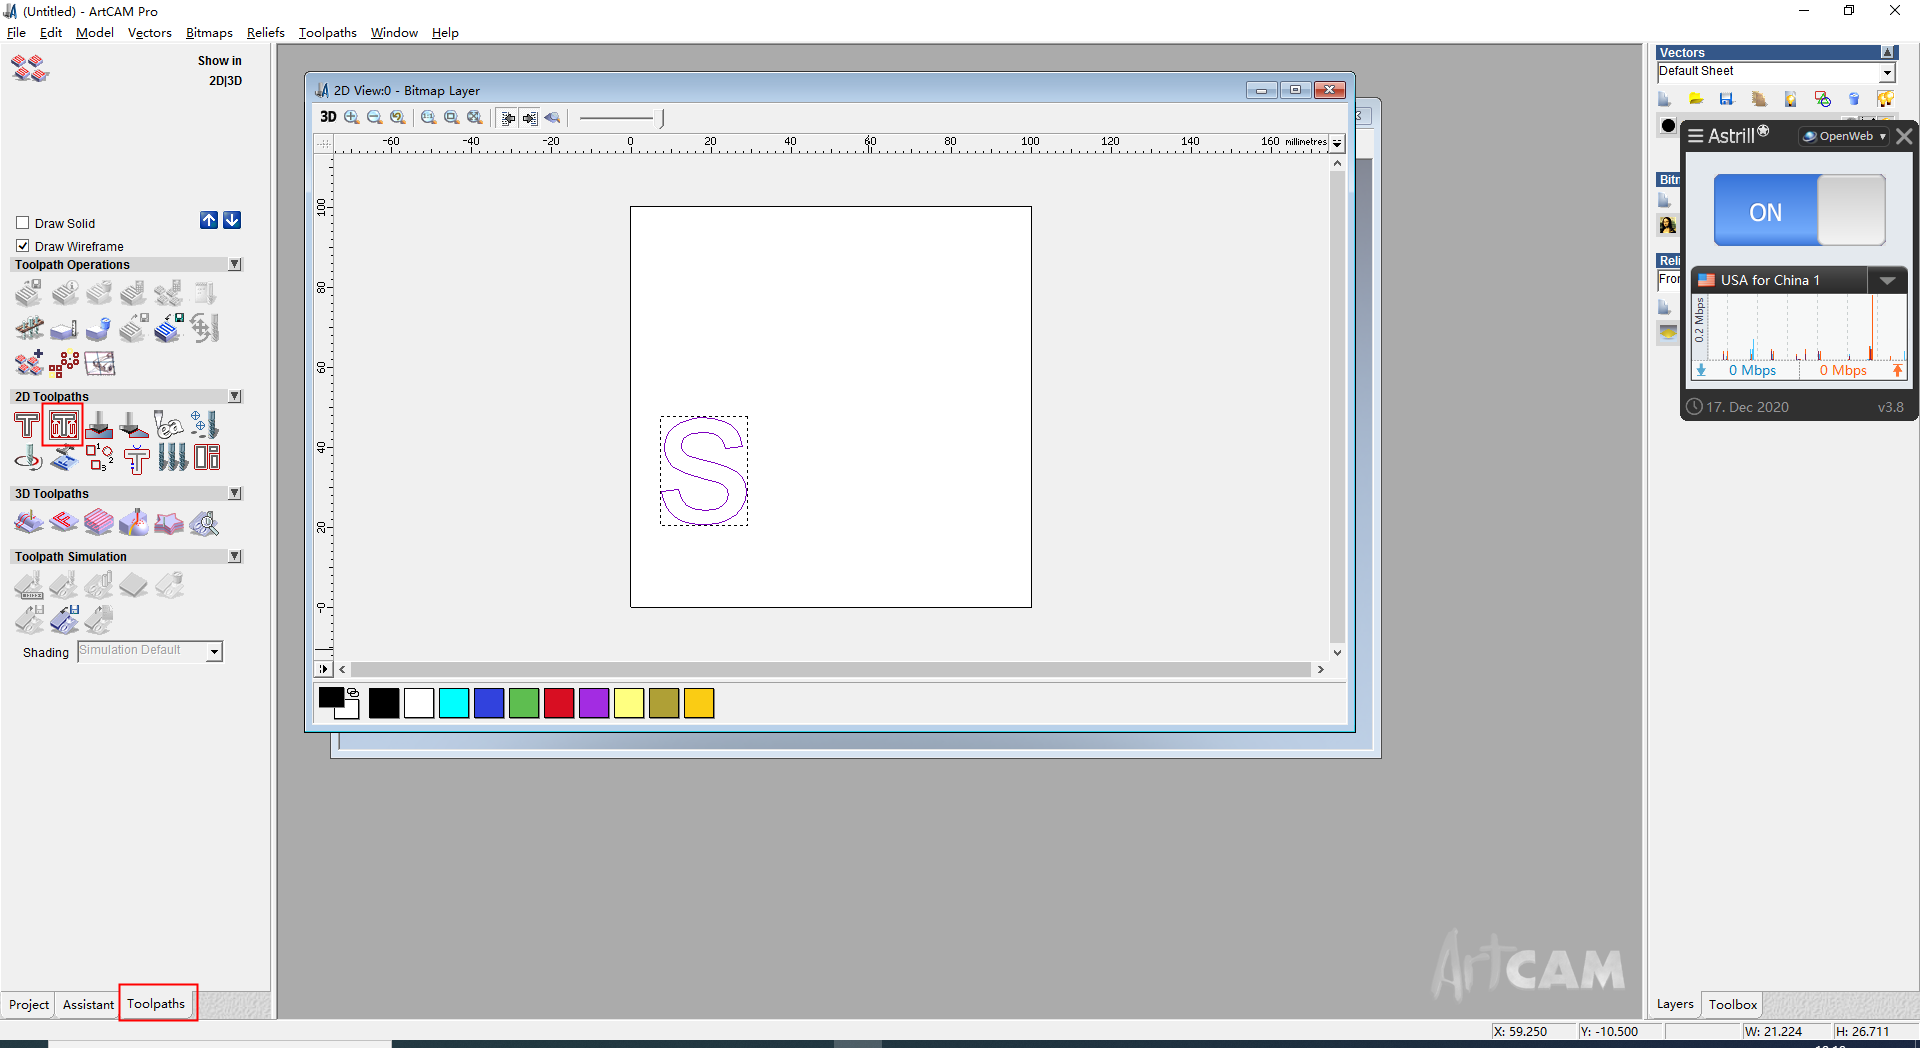 (Untitled) - ArtCAM Pro
File Edit Model Vectors Bitmaps Reliefs Toolpaths Window Help
Show in
2D|3D
Draw Solid
Draw Wireframe
Toolpath Operations
2D Toolpaths
3D Toolpaths
Toolpath Simulation
Shading Simulation Default
Project Assistant Toolpaths
2D View:0 - Bitmap Layer
3D
-60 -40 -20 0 20 40 60 80 100 120 140 160 millimetres
100
80
60
40
20
-0
S
ArtCAM
Vectors
Default Sheet
Astrill OpenWeb
ON
USA for China 1
0.2 Mbps
0 Mbps 0 Mbps
17. Dec 2020 v3.8
Layers Toolbox
X: 59.250 Y: -10.500 W: 21.224 H: 26.711